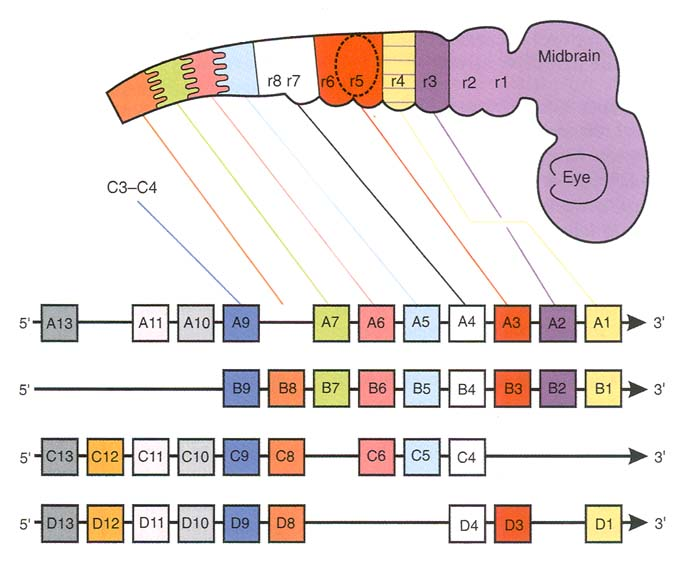 Midbrain
r8 r7 r6 r5 r4 r3 r2 r1
Eye
C3–C4
5' A13 A11 A10 A9 A7 A6 A5 A4 A3 A2 A1 3'
5' B9 B8 B7 B6 B5 B4 B3 B2 B1 3'
5' C13 C12 C11 C10 C9 C8 C6 C5 C4 3'
5' D13 D12 D11 D10 D9 D8 D4 D3 D1 3'